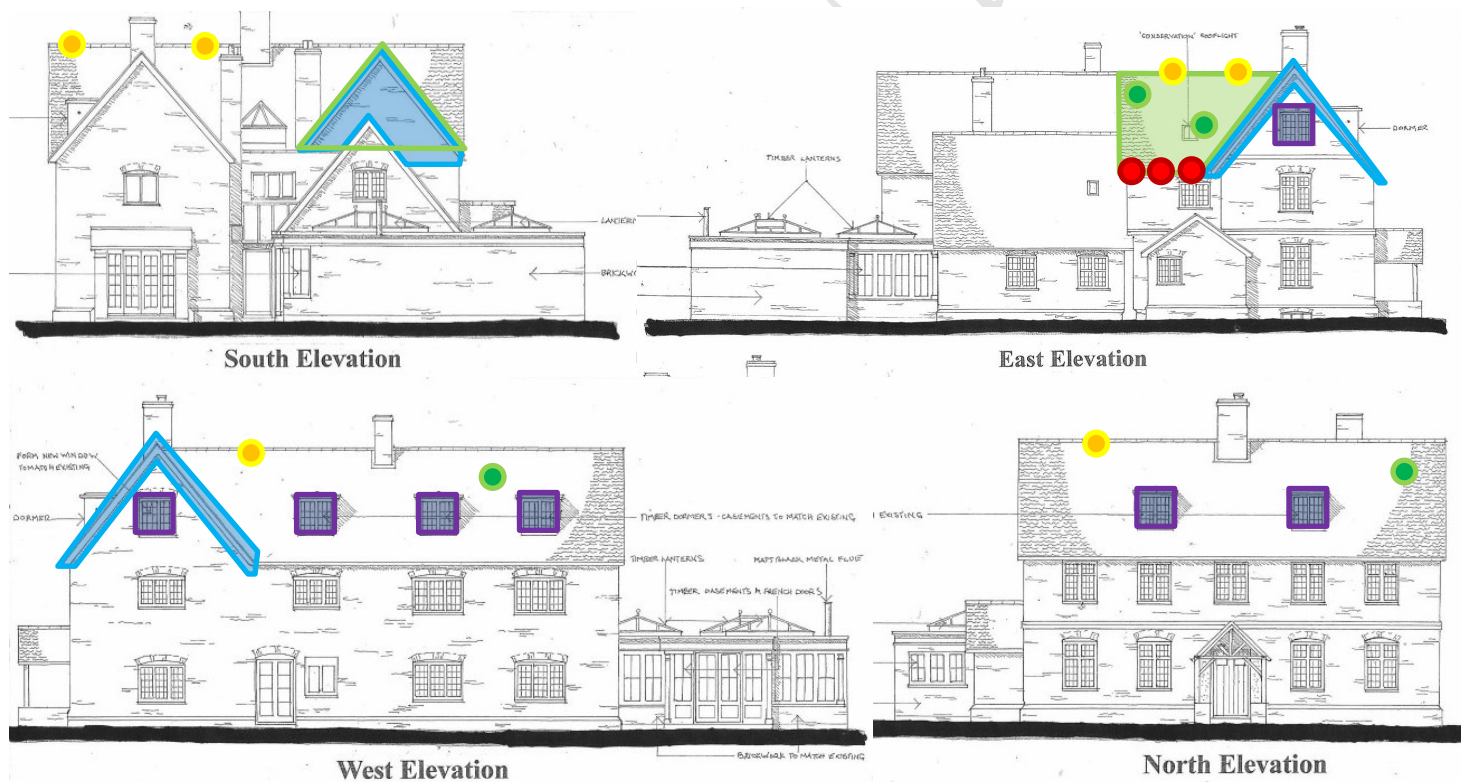 LANTERN
BRICKW
South Elevation
'CONSERVATION' ROOFLIGHT
DORMER
TIMBER LANTERNS
East Elevation
FORM NEW WINDOW
TO MATCH EXISTING
DORMER
TIMBER DORMERS - CASEMENTS TO MATCH EXISTING
TIMBER LANTERNS
MATT BLACK METAL FLUE
TIMBER CASEMENTS & FRENCH DOORS
BRICKWORK TO MATCH EXISTING
West Elevation
EXISTING
North Elevation